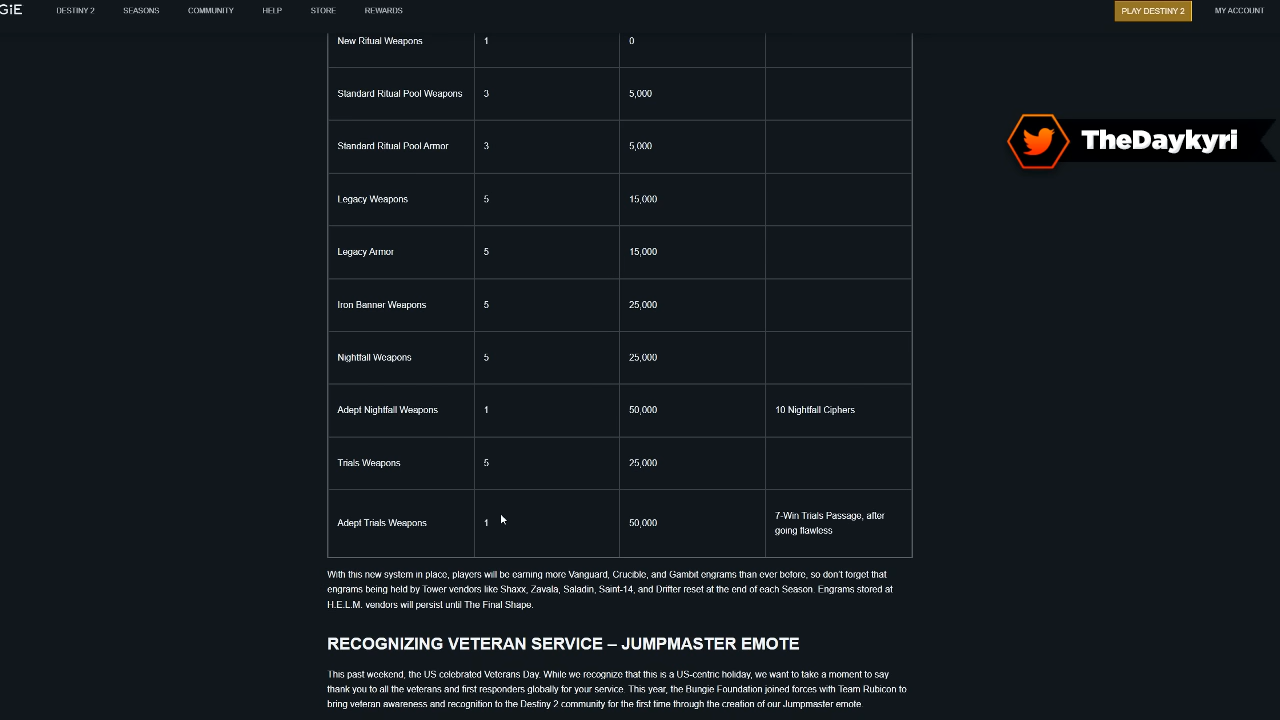 GiE DESTINY 2 SEASONS COMMUNITY HELP STORE REWARDS PLAY DESTINY 2 MY ACCOUNT
New Ritual Weapons 1 0
Standard Ritual Pool Weapons 3 5,000
TheDaykyri
Standard Ritual Pool Armor 3 5,000
Legacy Weapons 5 15,000
Legacy Armor 5 15,000
Iron Banner Weapons 5 25,000
Nightfall Weapons 5 25,000
Adept Nightfall Weapons 1 50,000 10 Nightfall Ciphers
Trials Weapons 5 25,000
Adept Trials Weapons 1 50,000 7-Win Trials Passage, after
going flawless
With this new system in place, players will be earning more Vanguard, Crucible, and Gambit engrams than ever before, so don't forget that
engrams being held by Tower vendors like Shaxx, Zavala, Saladin, Saint-14, and Drifter reset at the end of each Season. Engrams stored at
H.E.L.M. vendors will persist until The Final Shape.
RECOGNIZING VETERAN SERVICE – JUMPMASTER EMOTE
This past weekend, the US celebrated Veterans Day. While we recognize that this is a US-centric holiday, we want to take a moment to say
thank you to all the veterans and first responders globally for your service. This year, the Bungie Foundation joined forces with Team Rubicon to
bring veteran awareness and recognition to the Destiny 2 community for the first time through the creation of our Jumpmaster emote.